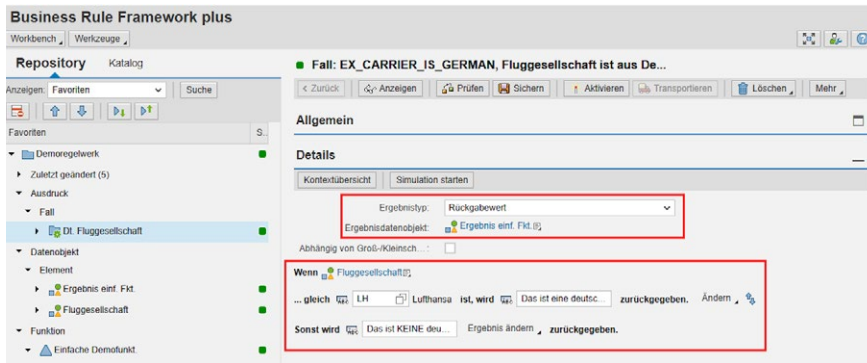 Business Rule Framework plus
Workbench Werkzeuge
Repository Katalog
Anzeigen: Favoriten Suche
Favoriten S..
Demoregelwerk
Zuletzt geändert (5)
Ausdruck
Fall
Dt. Fluggesellschaft
Datenobjekt
Element
Ergebnis einf. Fkt.
Fluggesellschaft
Funktion
Einfache Demofunkt.
Fall: EX_CARRIER_IS_GERMAN, Fluggesellschaft ist aus De...
< Zurück Anzeigen Prüfen Sichern Aktivieren Transportieren Löschen Mehr
Allgemein
Details
Kontextübersicht Simulation starten
Ergebnistyp: Rückgabewert
Ergebnisdatenobjekt: Ergebnis einf. Fkt.
Abhängig von Groß-/Kleinsch...:
Wenn Fluggesellschaft
... gleich ABC LH Lufthansa ist, wird ABC Das ist eine deutsc... zurückgegeben. Ändern
Sonst wird ABC Das ist KEINE deu... Ergebnis ändern zurückgegeben.